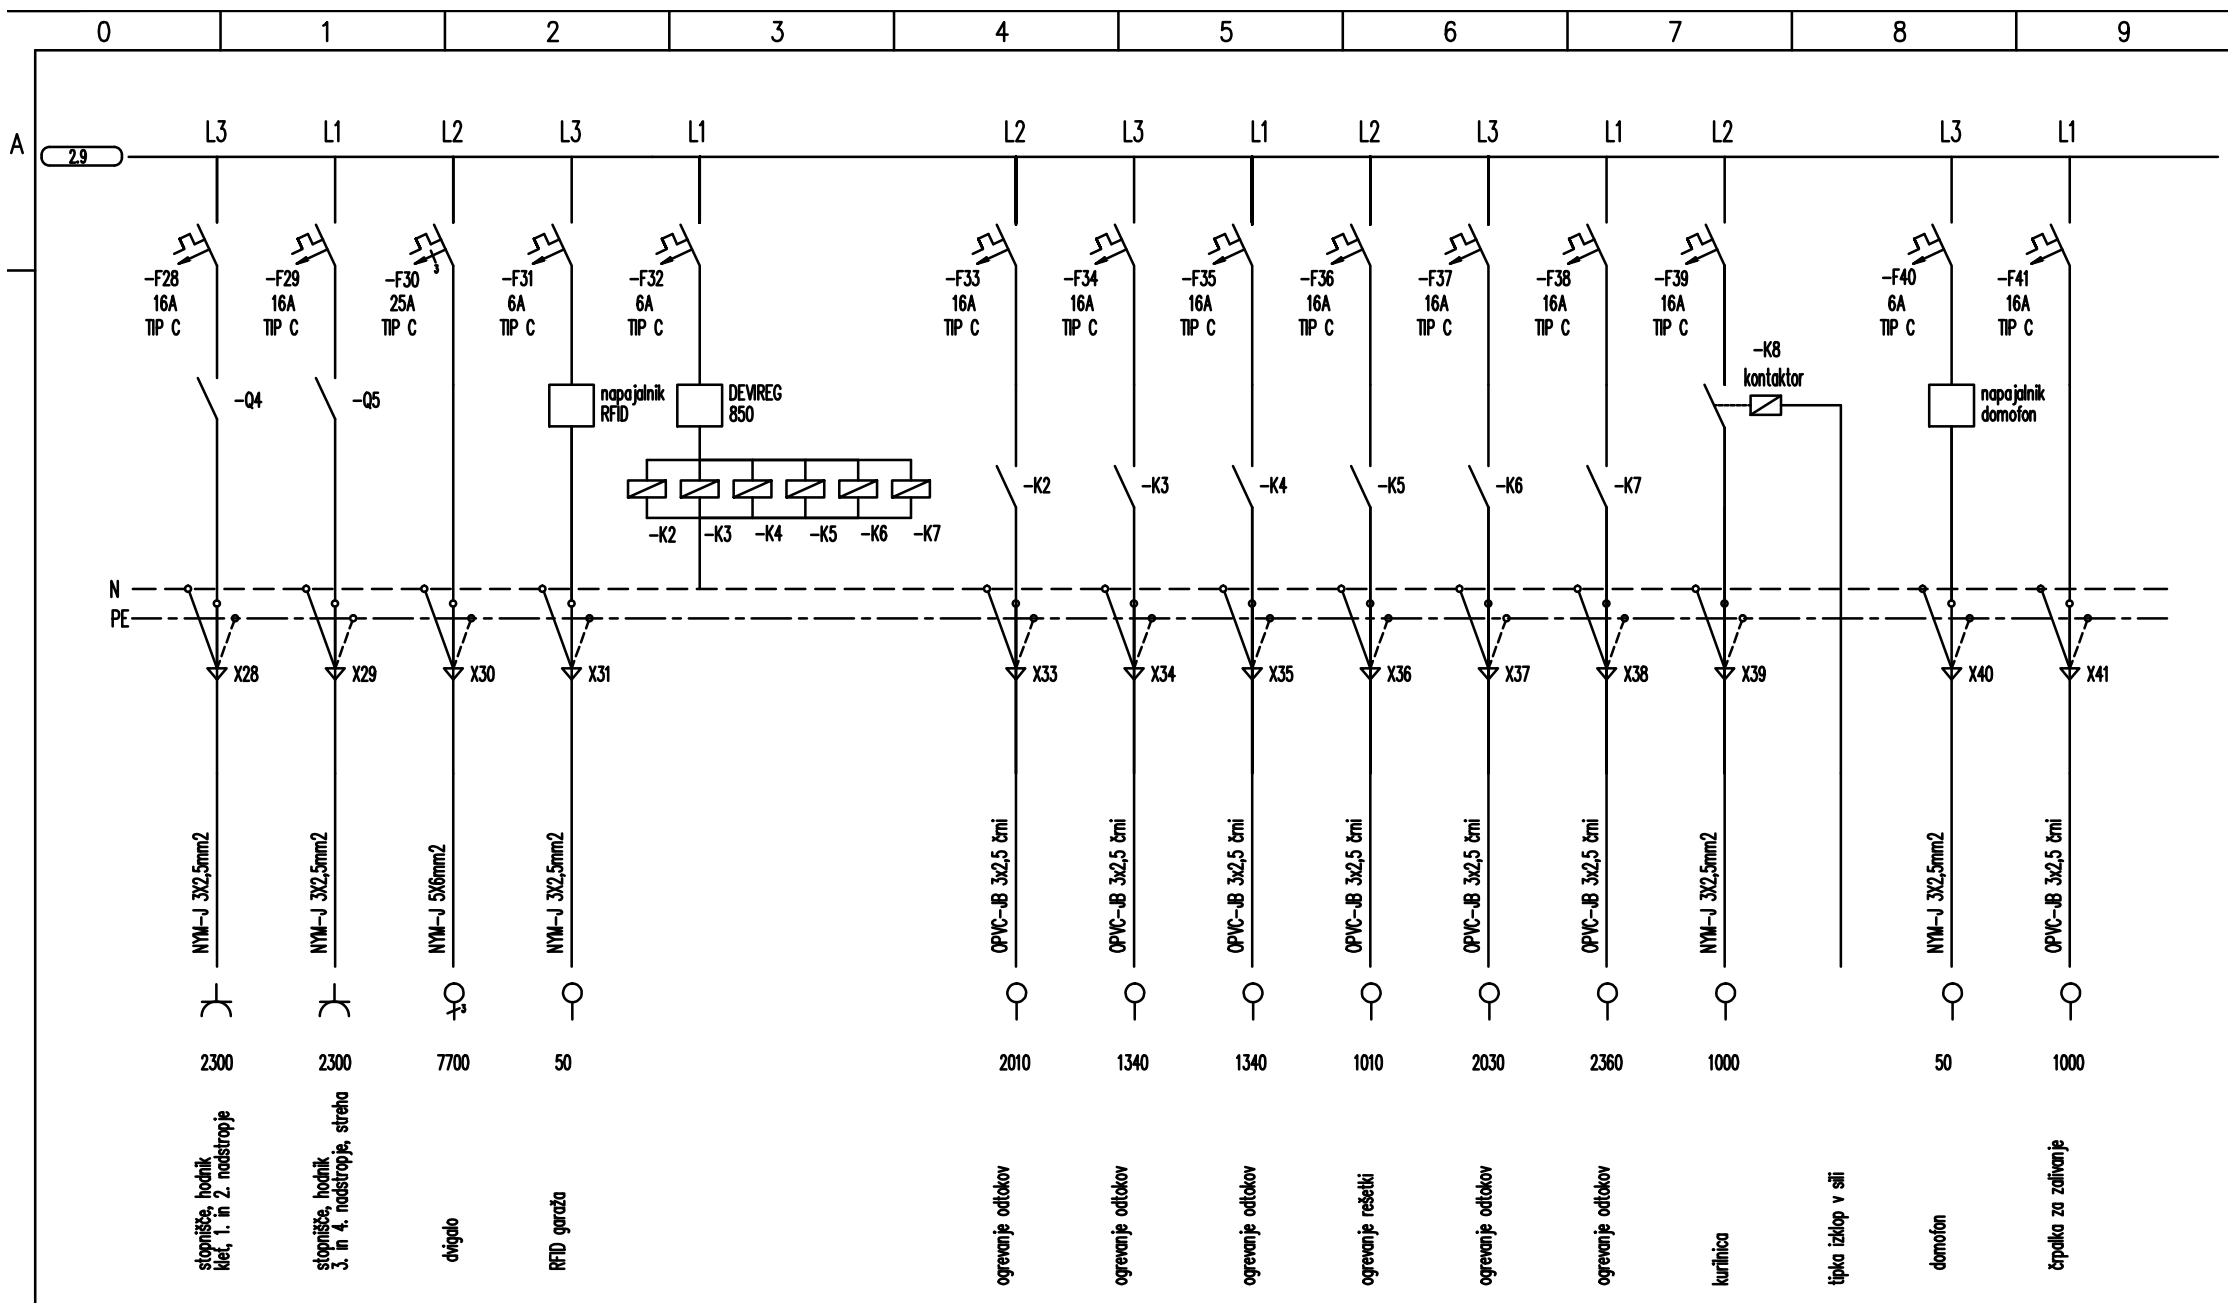 0 1 2 3 4 5 6 7 8 9
A
2.9
L3 L1 L2 L3 L1 L2 L3 L1 L2 L3 L1 L2 L3 L1
3
-F28 -F29 -F30 -F31 -F32 -F33 -F34 -F35 -F36 -F37 -F38 -F39 -F40 -F41
16A 16A 25A 6A 6A 16A 16A 16A 16A 16A 16A 16A 6A 16A
TIP C TIP C TIP C TIP C TIP C TIP C TIP C TIP C TIP C TIP C TIP C TIP C TIP C TIP C
-K8
kontaktor
-Q4 -Q5
napajalnik
RFID
DEVIREG
850
napajalnik
domofon
-K2 -K3 -K4 -K5 -K6 -K7
-K2 -K3 -K4 -K5 -K6 -K7
N
PE
X28 X29 X30 X31 X33 X34 X35 X36 X37 X38 X39 X40 X41
NYM-J 3X2,5mm2
NYM-J 3X2,5mm2
NYM-J 5X6mm2
NYM-J 3X2,5mm2
OPVC-JB 3x2,5 črni
OPVC-JB 3x2,5 črni
OPVC-JB 3x2,5 črni
OPVC-JB 3x2,5 črni
OPVC-JB 3x2,5 črni
OPVC-JB 3x2,5 črni
NYM-J 3X2,5mm2
NYM-J 3X2,5mm2
OPVC-JB 3x2,5 črni
3
2300 2300 7700 50 2010 1340 1340 1010 2030 2360 1000 50 1000
stopnišče, hodnik
klet, 1. in 2. nadstropje
stopnišče, hodnik
3. in 4. nadstropje, streha
dvigalo
RFID garaža
ogrevanje odtokov
ogrevanje odtokov
ogrevanje odtokov
ogrevanje rešetki
ogrevanje odtokov
ogrevanje odtokov
kurilnica
tipka izklop v sili
domofon
črpalka za zalivanje